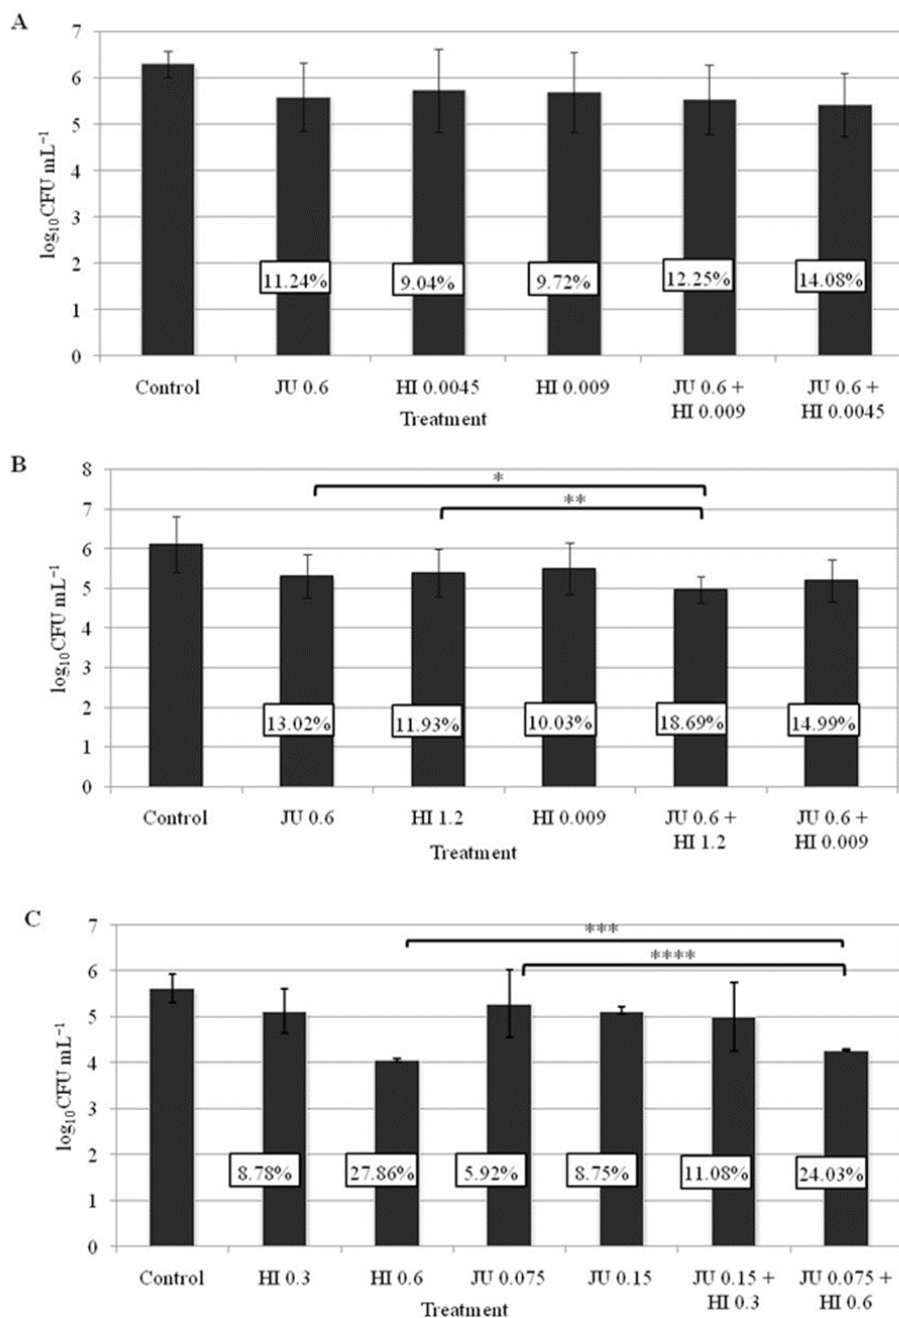 A
7
6
5
4
3
2
1
0
log₁₀CFU mL⁻¹
11.24%
9.04%
9.72%
12.25%
14.08%
Control
JU 0.6
HI 0.0045
HI 0.009
JU 0.6 +
HI 0.009
JU 0.6 +
HI 0.0045
Treatment
B
8
7
6
5
4
3
2
1
0
log₁₀CFU mL⁻¹
*
**
13.02%
11.93%
10.03%
18.69%
14.99%
Control
JU 0.6
HI 1.2
HI 0.009
JU 0.6 +
HI 1.2
JU 0.6 +
HI 0.009
Treatment
C
7
6
5
4
3
2
1
0
log₁₀CFU mL⁻¹
***
****
8.78%
27.86%
5.92%
8.75%
11.08%
24.03%
Control
HI 0.3
HI 0.6
JU 0.075
JU 0.15
JU 0.15 +
HI 0.3
JU 0.075 +
HI 0.6
Treatment